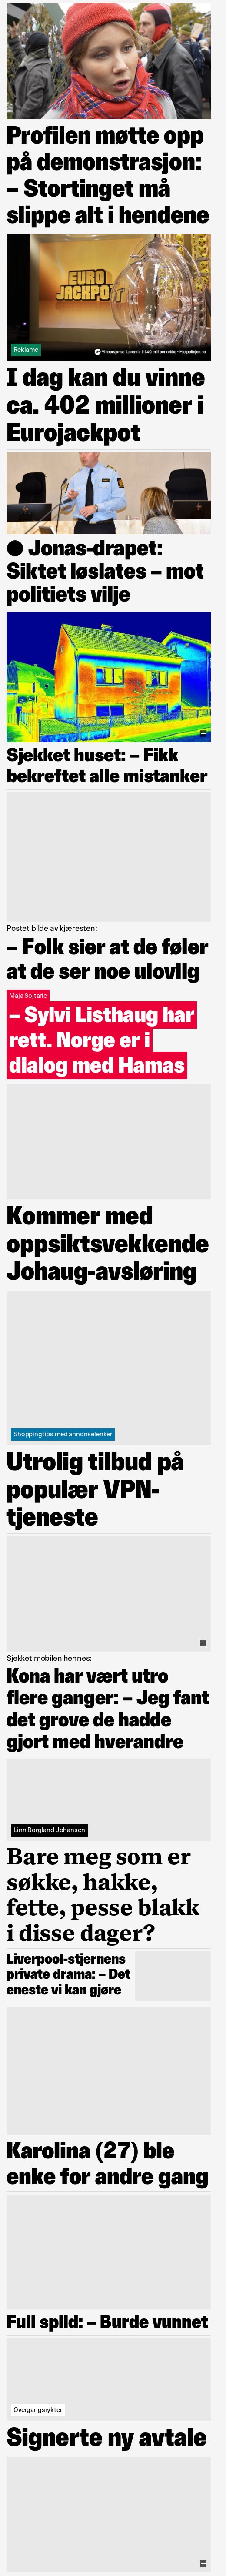 Profilen møtte opp
på demonstrasjon:
– Stortinget må
slippe alt i hendene
EURO
JACKPOT
Reklame
Vinnersjanse 1.premie 1:140 mill per rekke - Hjelpelinjen.no
I dag kan du vinne
ca. 402 millioner i
Eurojackpot
Jonas-drapet:
Siktet løslates – mot
politiets vilje
Sjekket huset: – Fikk
bekreftet alle mistanker
Postet bilde av kjæresten:
– Folk sier at de føler
at de ser noe ulovlig
Maja Sojtaric
– Sylvi Listhaug har
rett. Norge er i
dialog med Hamas
Kommer med
oppsiktsvekkende
Johaug-avsløring
Shoppingtips med annonselenker
Utrolig tilbud på
populær VPN-
tjeneste
Sjekket mobilen hennes:
Kona har vært utro
flere ganger: – Jeg fant
det grove de hadde
gjort med hverandre
Linn Borgland Johansen
Bare meg som er
søkke, hakke,
fette, pesse blakk
i disse dager?
Liverpool-stjernens
private drama: – Det
eneste vi kan gjøre
Karolina (27) ble
enke for andre gang
Full splid: – Burde vunnet
Overgangsrykter
Signerte ny avtale